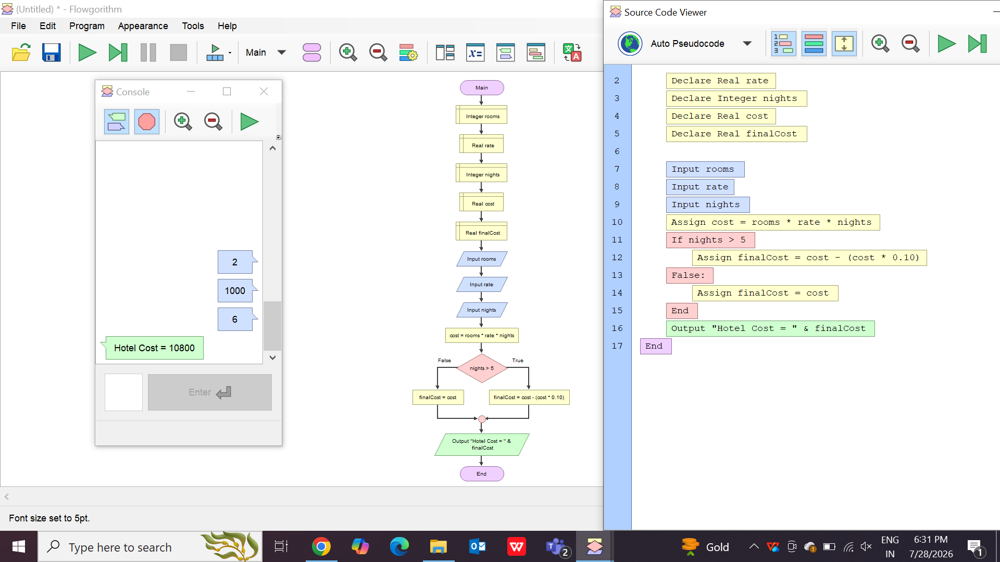 (Untitled) * - Flowgorithm
File Edit Program Appearance Tools Help
Main
Console
2
1000
6
Hotel Cost = 10800
Enter
Main
Integer rooms
Real rate
Integer nights
Real cost
Real finalCost
Input rooms
Input rate
Input nights
cost = rooms * rate * nights
False True
nights > 5
finalCost = cost
finalCost = cost - (cost * 0.10)
Output "Hotel Cost = " &
finalCost
End
Font size set to 5pt.
Source Code Viewer
Auto Pseudocode
2 Declare Real rate
3 Declare Integer nights
4 Declare Real cost
5 Declare Real finalCost
6
7 Input rooms
8 Input rate
9 Input nights
10 Assign cost = rooms * rate * nights
11 If nights > 5
12 Assign finalCost = cost - (cost * 0.10)
13 False:
14 Assign finalCost = cost
15 End
16 Output "Hotel Cost = " & finalCost
17 End
Type here to search
2
Gold
ENG
IN
6:31 PM
7/28/2026
1